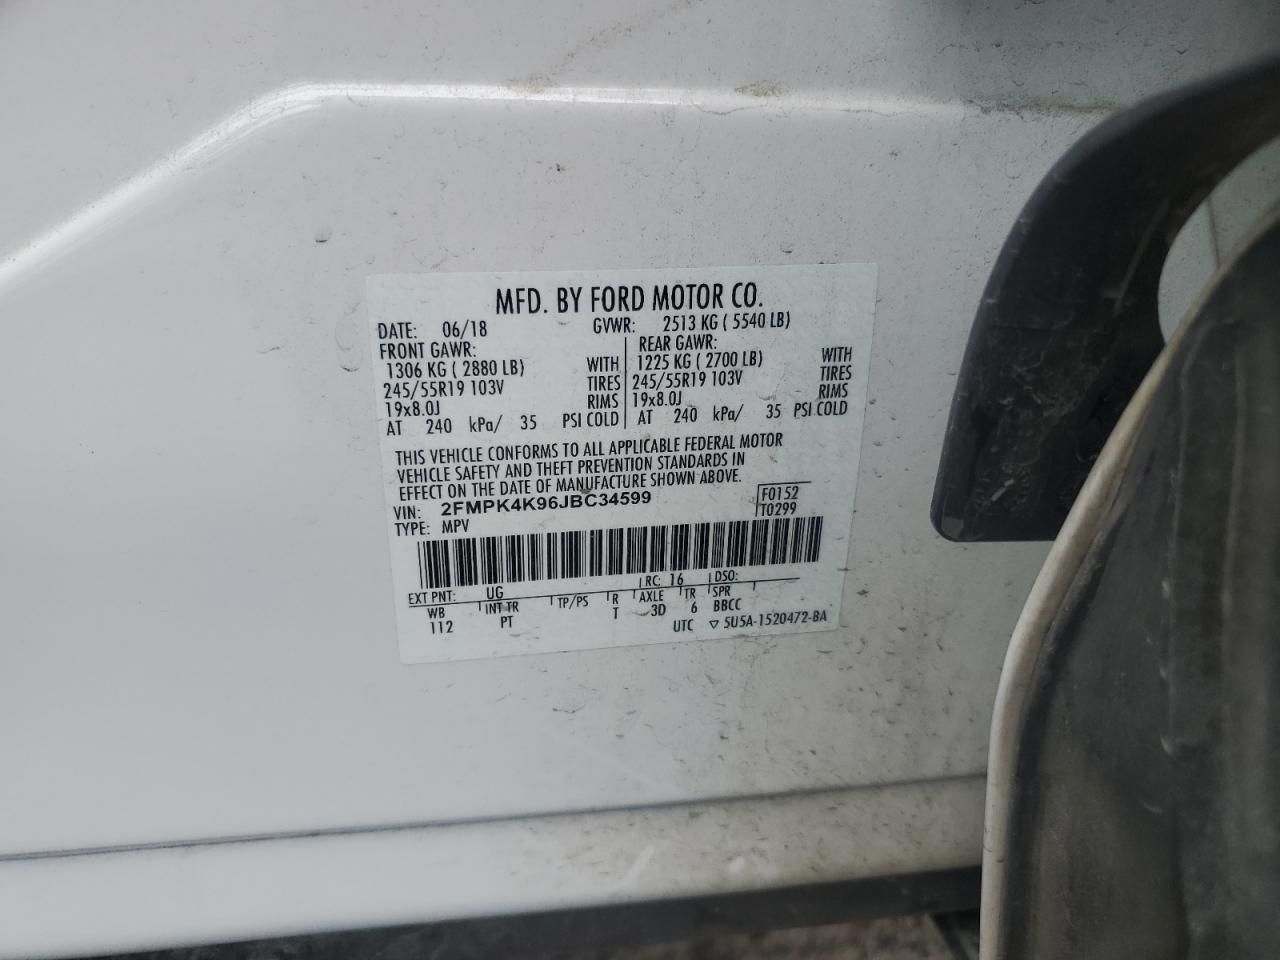 MFD. BY FORD MOTOR CO.
DATE: 06/18 GVWR: 2513 KG ( 5540 LB)
FRONT GAWR: REAR GAWR:
1306 KG ( 2880 LB) WITH 1225 KG ( 2700 LB) WITH
245/55R19 103V TIRES 245/55R19 103V TIRES
19x8.0J RIMS 19x8.0J RIMS
AT 240 kPa/ 35 PSI COLD AT 240 kPa/ 35 PSI COLD
THIS VEHICLE CONFORMS TO ALL APPLICABLE FEDERAL MOTOR
VEHICLE SAFETY AND THEFT PREVENTION STANDARDS IN
EFFECT ON THE DATE OF MANUFACTURE SHOWN ABOVE.
VIN: 2FMPK4K96JBC34599 F0152
TYPE: MPV T0299
EXT PNT: UG RC: 16 DSO:
WB INT TR TP/PS R AXLE TR SPR
112 PT T 3D 6 BBCC
UTC ▽ 5U5A-1520472-BA